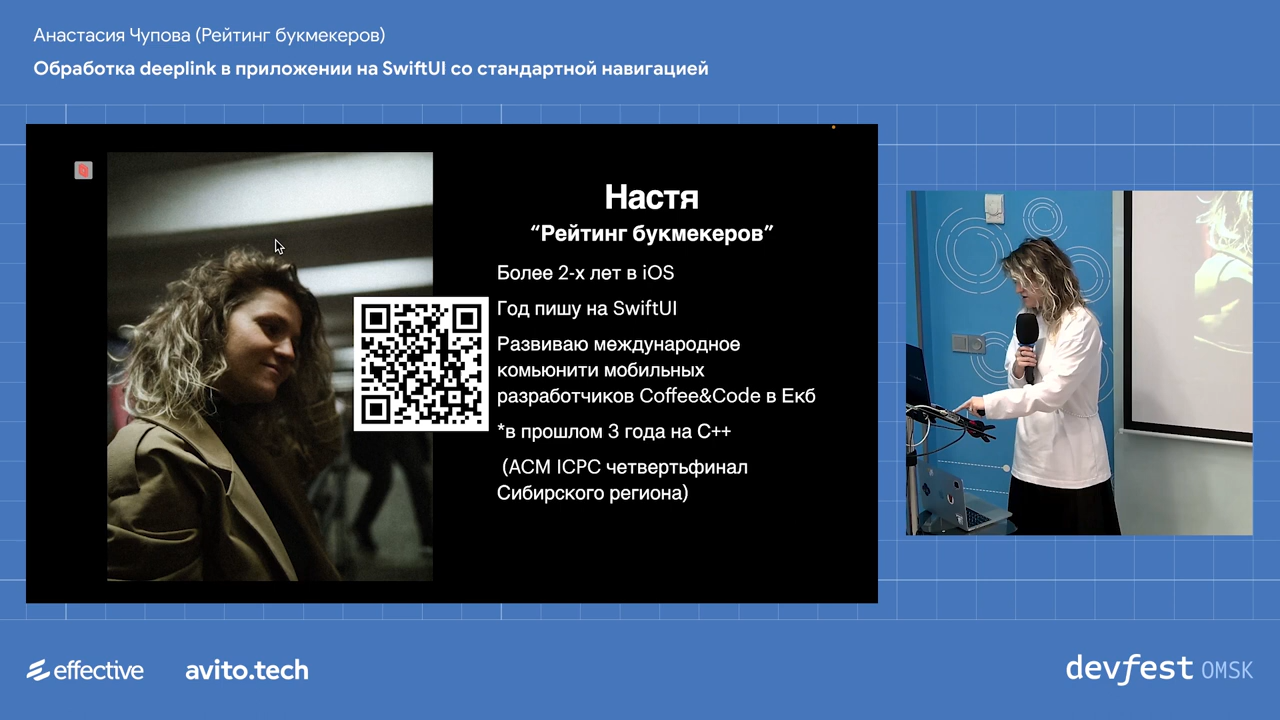 Анастасия Чупова (Рейтинг букмекеров)
Обработка deeplink в приложении на SwiftUI со стандартной навигацией
Настя
“Рейтинг букмекеров”
Более 2-х лет в iOS
Год пишу на SwiftUI
Развиваю международное
комьюнити мобильных
разработчиков Coffee&Code в Екб
*в прошлом 3 года на C++
(ACM ICPC четвертьфинал
Сибирского региона)
effective
avito.tech
devfest OMSK